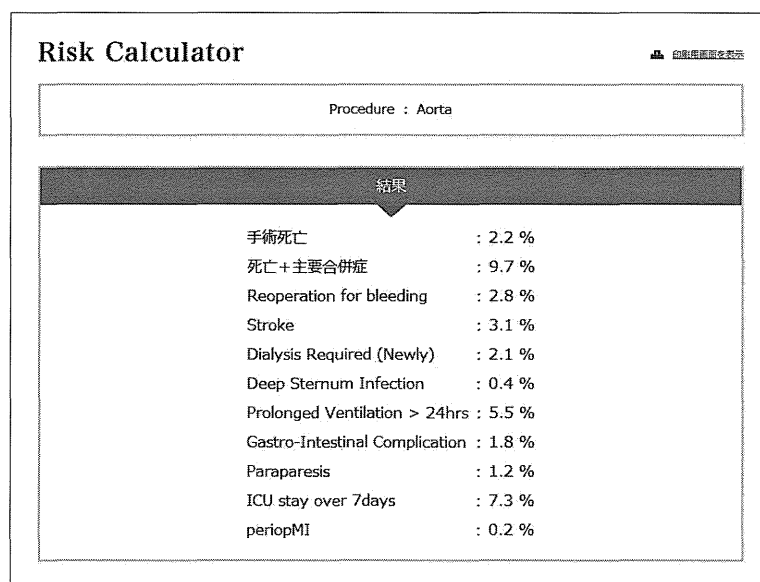 Risk Calculator
印刷用画面を表示
Procedure : Aorta
結果
手術死亡 : 2.2 %
死亡+主要合併症 : 9.7 %
Reoperation for bleeding : 2.8 %
Stroke : 3.1 %
Dialysis Required (Newly) : 2.1 %
Deep Sternum Infection : 0.4 %
Prolonged Ventilation > 24hrs : 5.5 %
Gastro-Intestinal Complication : 1.8 %
Paraparesis : 1.2 %
ICU stay over 7days : 7.3 %
periopMI : 0.2 %